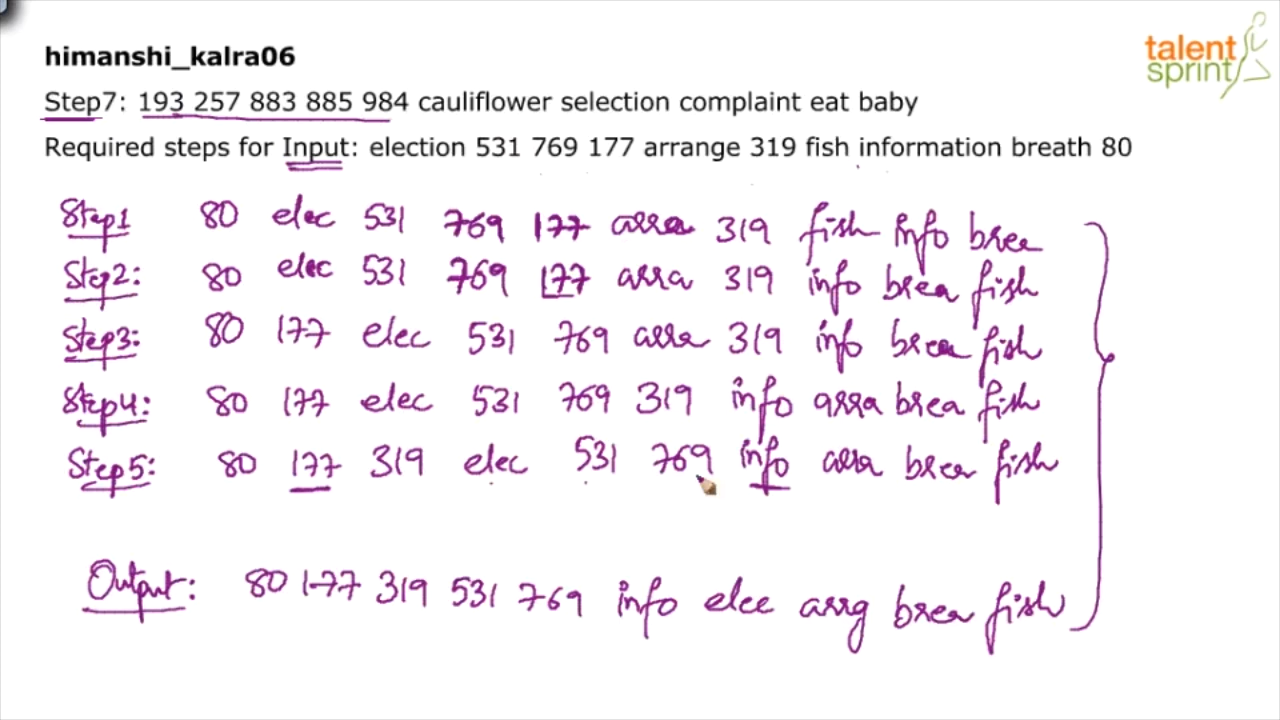 talent
sprint
himanshi_kalra06
Step7: 193 257 883 885 984 cauliflower selection complaint eat baby
Required steps for Input: election 531 769 177 arrange 319 fish information breath 80
Step1 80 elec 531 769 177 arra 319 fish info brea
Step2: 80 elec 531 769 177 arra 319 info brea fish
Step3: 80 177 elec 531 769 arra 319 info brea fish
Step4: 80 177 elec 531 769 319 info arra brea fish
Step5: 80 177 319 elec 531 769 info arra brea fish
Output: 80 177 319 531 769 info elec arrg brea fish